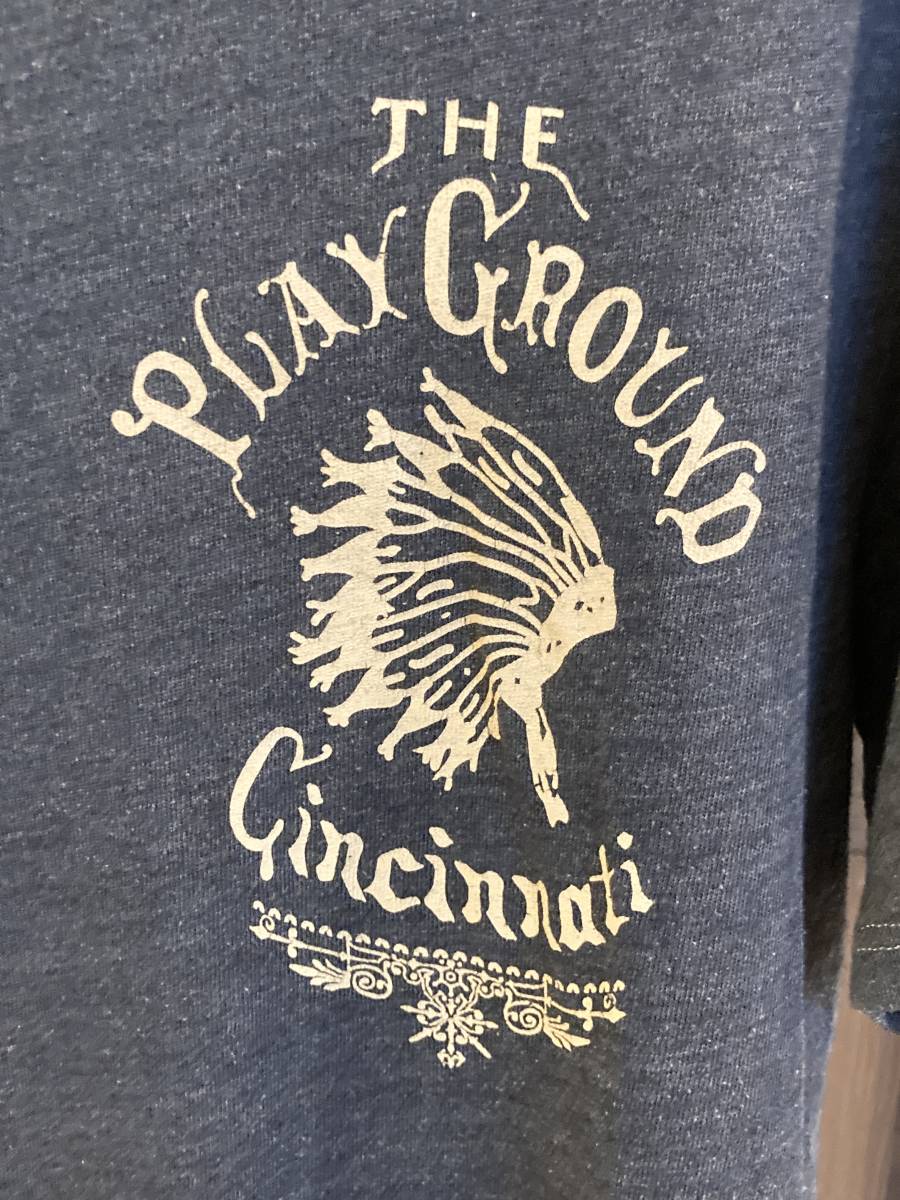 THE
PLAYGROUND
Cincinnati